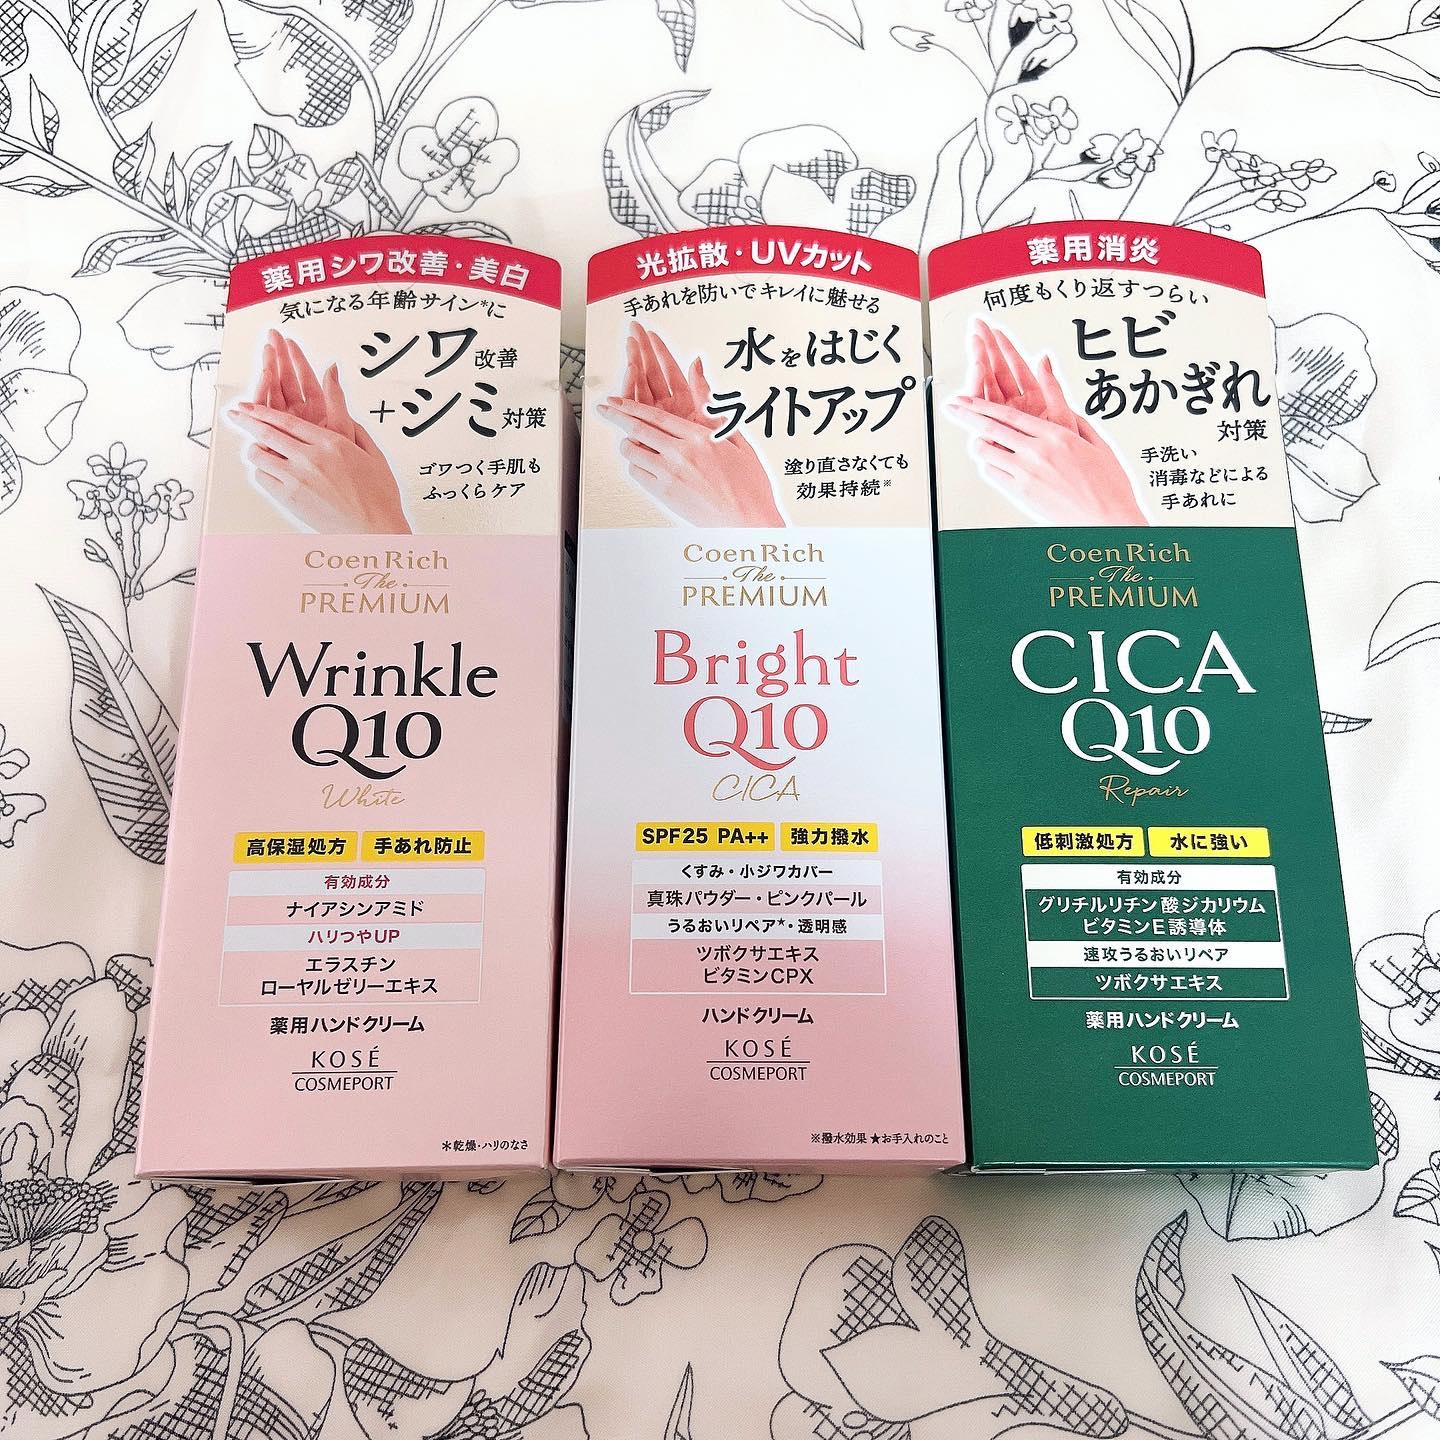 薬用シワ改善・美白
気になる年齢サイン*に
シワ改善
+シミ対策
ゴワつく手肌も
ふっくらケア
Coen Rich
The
PREMIUM
Wrinkle
Q10
White
高保湿処方 手あれ防止
有効成分
ナイアシンアミド
ハリつやUP
エラスチン
ローヤルゼリーエキス
薬用ハンドクリーム
KOSÉ
COSMEPORT
*乾燥・ハリのなさ
光拡散・UVカット
手あれを防いでキレイに魅せる
水をはじく
ライトアップ
塗り直さなくても
効果持続※
Coen Rich
The
PREMIUM
Bright
Q10
CICA
SPF25 PA++ 強力撥水
くすみ・小ジワカバー
真珠パウダー・ピンクパール
うるおいリペア★・透明感
ツボクサエキス
ビタミンCPX
ハンドクリーム
KOSÉ
COSMEPORT
※撥水効果 ★お手入れのこと
薬用消炎
何度もくり返すつらい
ヒビ
あかぎれ
対策
手洗い
消毒などによる
手あれに
Coen Rich
The
PREMIUM
CICA
Q10
Repair
低刺激処方 水に強い
有効成分
グリチルリチン酸ジカリウム
ビタミンE誘導体
速攻うるおいリペア
ツボクサエキス
薬用ハンドクリーム
KOSÉ
COSMEPORT